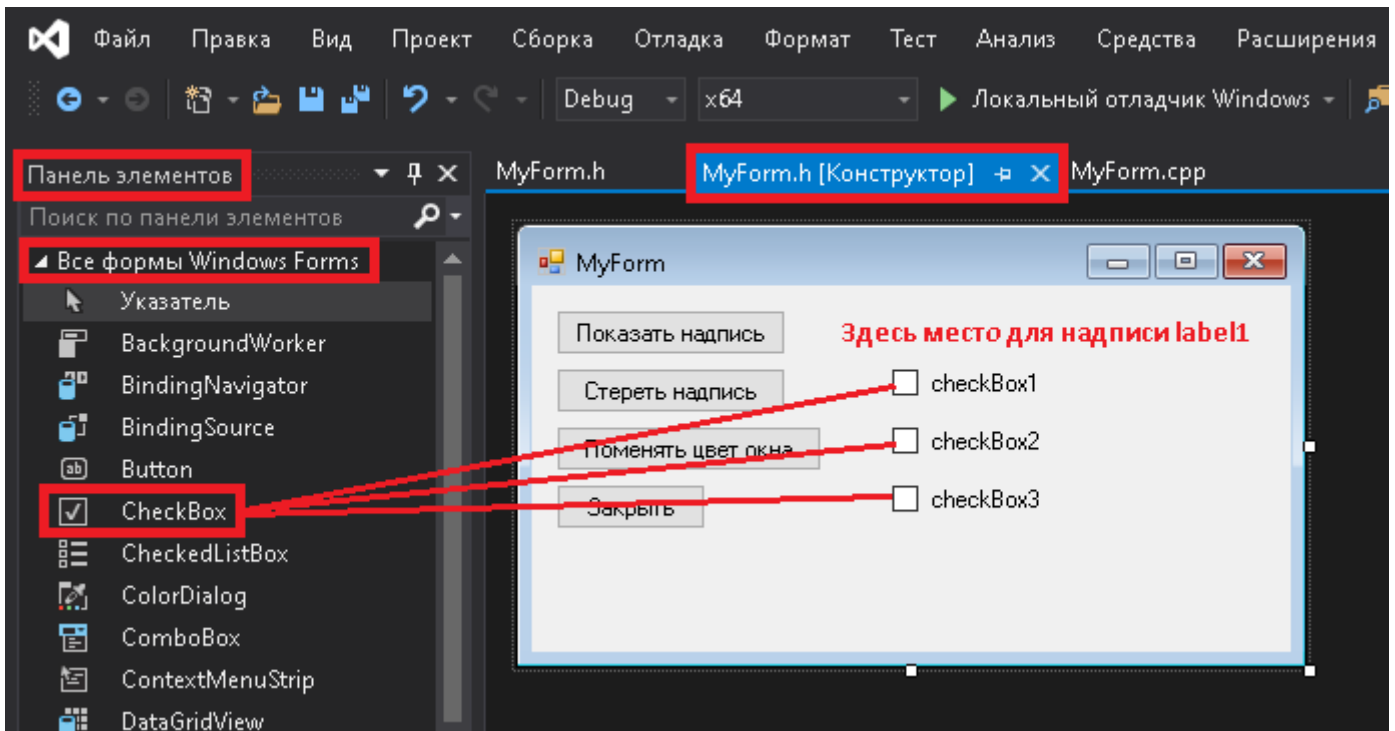 Файл Правка Вид Проект Сборка Отладка Формат Тест Анализ Средства Расширения
Debug x64 Локальный отладчик Windows
Панель элементов
MyForm.h MyForm.h [Конструктор] MyForm.cpp
Поиск по панели элементов
Все формы Windows Forms
Указатель
BackgroundWorker
BindingNavigator
BindingSource
ab Button
CheckBox
CheckedListBox
ColorDialog
ComboBox
ContextMenuStrip
DataGridView
MyForm
Показать надпись Здесь место для надписи label1
Стереть надпись checkBox1
Поменять цвет окна checkBox2
Закрыть checkBox3